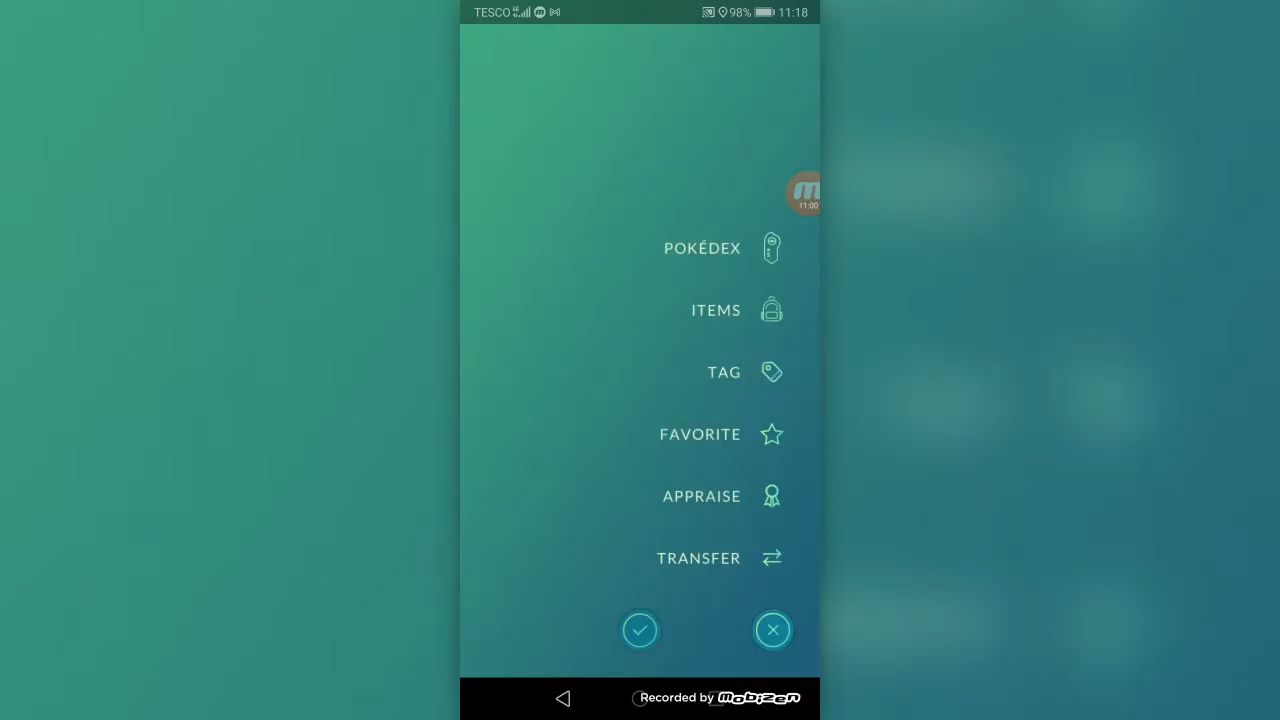 TESCO 98% 11:18
m
11:00
POKÉDEX
ITEMS
TAG
FAVORITE
APPRAISE
TRANSFER
Recorded by mobizen